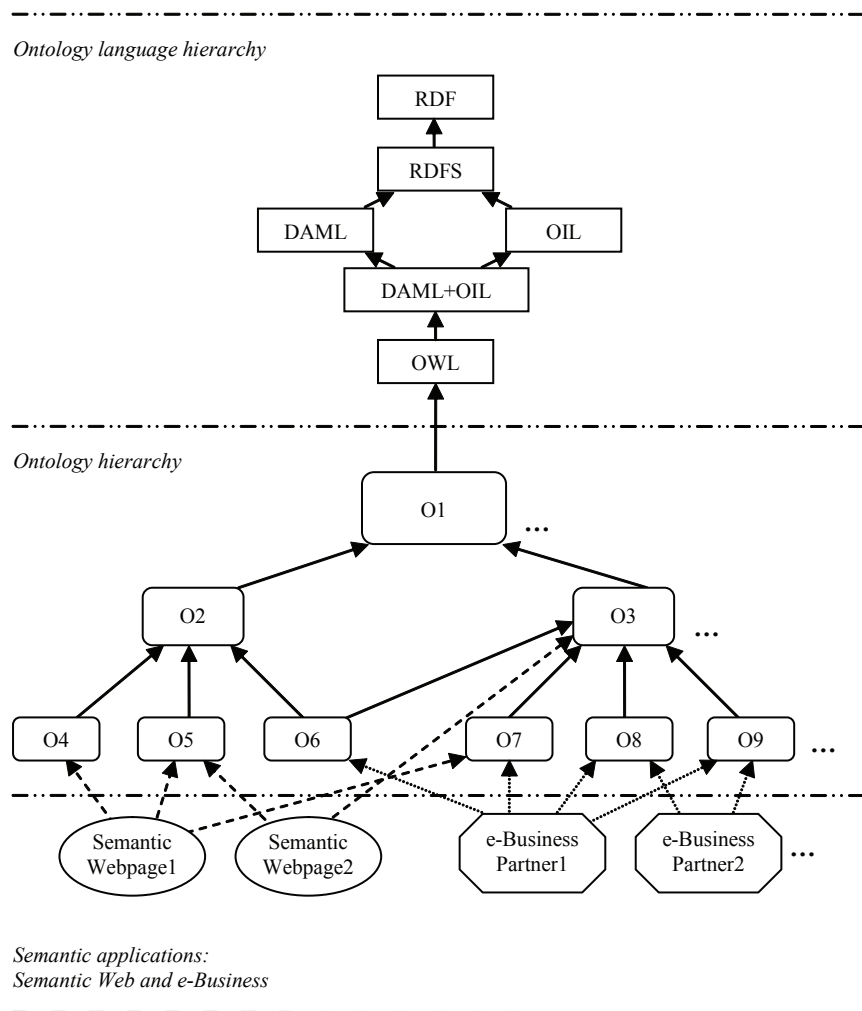 Ontology language hierarchy
RDF
RDFS
DAML
OIL
DAML+OIL
OWL
Ontology hierarchy
O1
...
O2
O3
...
O4
O5
O6
O7
O8
O9
...
Semantic
Webpage1
Semantic
Webpage2
e-Business
Partner1
e-Business
Partner2
...
Semantic applications:
Semantic Web and e-Business